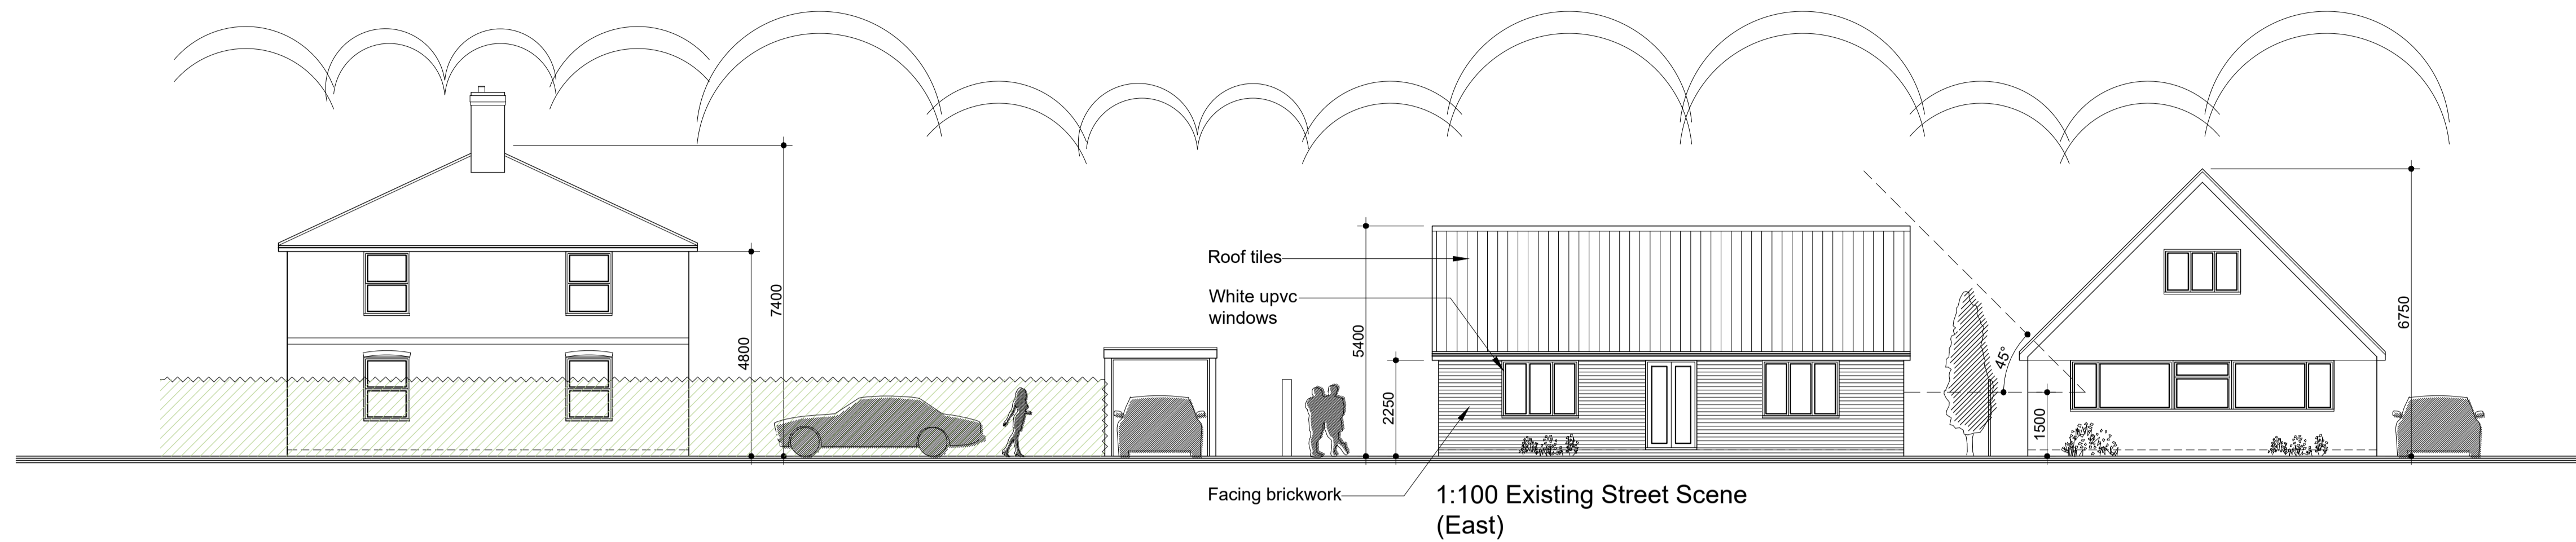 7400
4800
Roof tiles
White upvc
windows
5400
2250
Facing brickwork
45°
1500
6750
1:100 Existing Street Scene
(East)